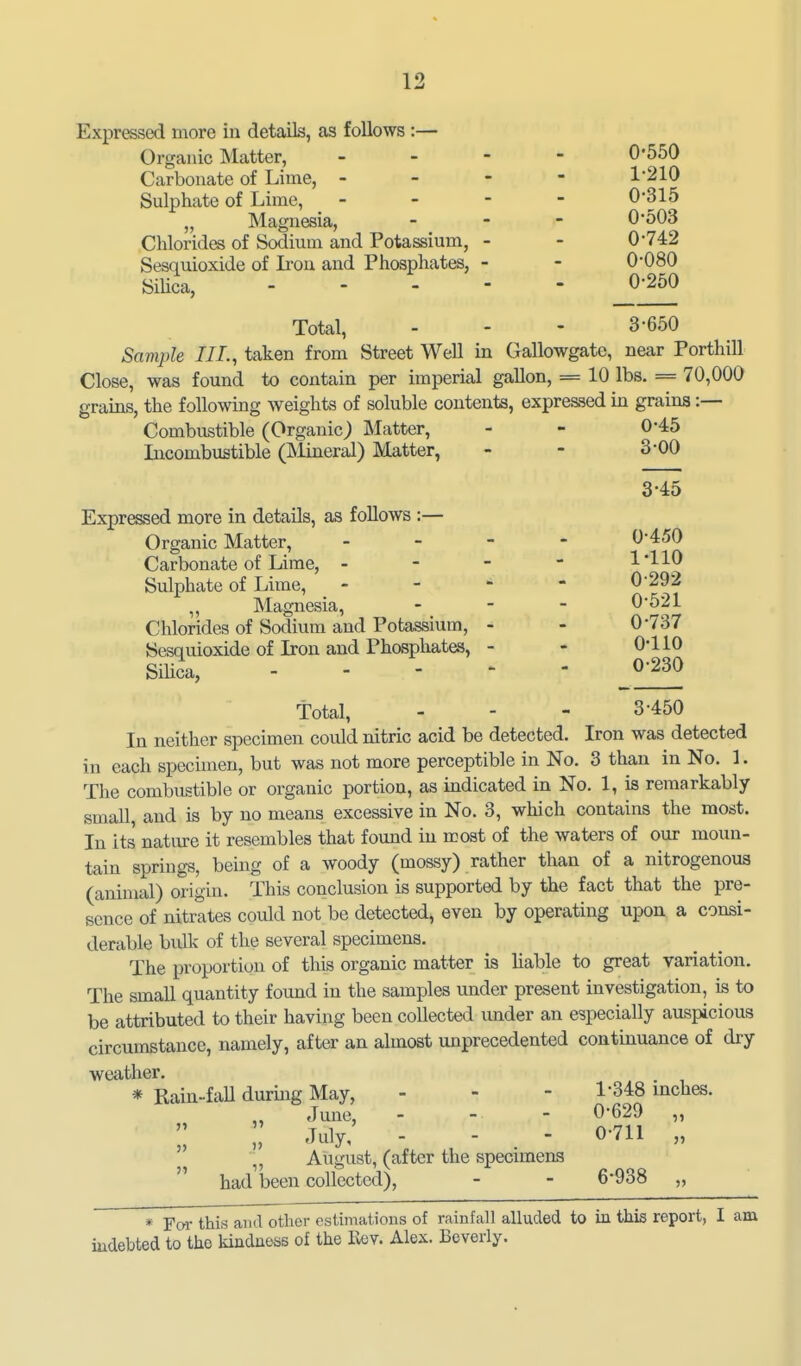 12
Expressed more in details, as follows :—
Organic Matter, - - - - 0·550
Carbonate of Lime, - - - - 1·210
Sulphate of Lime, - - - - 0·315
„ Magnesia, - - - 0·503
Chlorides of Sodium and Potassium, - - 0·742
Sesquioxide of Iron and Phosphates, - - 0·080
Silica, - - - - - 0·250
Total, - - - 3·650
Sample III., taken from Street Well in Gallowgate, near Porthill
Close, was found to contain per imperial gallon, = 10 lbs. = 70,000
grains, the following weights of soluble contents, expressed in grains :—
Combustible (Organic) Matter, - - 0·45
Incombustible (Mineral) Matter, - - 3·00
3·45
Expressed more in details, as follows :—
Organic Matter, - - - - 0·450
Carbonate of Lime, - - - - 1·110
Sulphate of Lime, - - - - 0·292
„ Magnesia, - - - 0·521
Chlorides of Sodium and Potassium, - - 0·737
Sesquioxide of Iron and Phosphates, - - 0·110
Silica, - - - - - 0·230
Total, - - - 3·450
In neither specimen could nitric acid be detected. Iron was detected
in each specimen, but was not more perceptible in No. 3 than in No. 1.
The combustible or organic portion, as indicated in No. 1, is remarkably
small, and is by no means excessive in No. 3, which contains the most.
In its nature it resembles that found in most of the waters of our moun-
tain springs, being of a woody (mossy) rather than of a nitrogenous
(animal) origin. This conclusion is supported by the fact that the pre-
sence of nitrates could not be detected, even by operating upon a consi-
derable bulk of the several specimens.
The proportion of this organic matter is liable to great variation.
The small quantity found in the samples under present investigation, is to
be attributed to their having been collected under an especially auspicious
circumstance, namely, after an almost unprecedented continuance of dry
weather.
* Rain-fall during May, - - - 1·348 inches.
„ „ June, - - - 0·629 „
„ „ July, - - - 0·711 „
„ „ August, (after the specimens
had been collected), - - 6·938 „
* For this and other estimations of rainfall alluded to in this report, I am
indebted to the kindness of the Rev. Alex. Beverly.